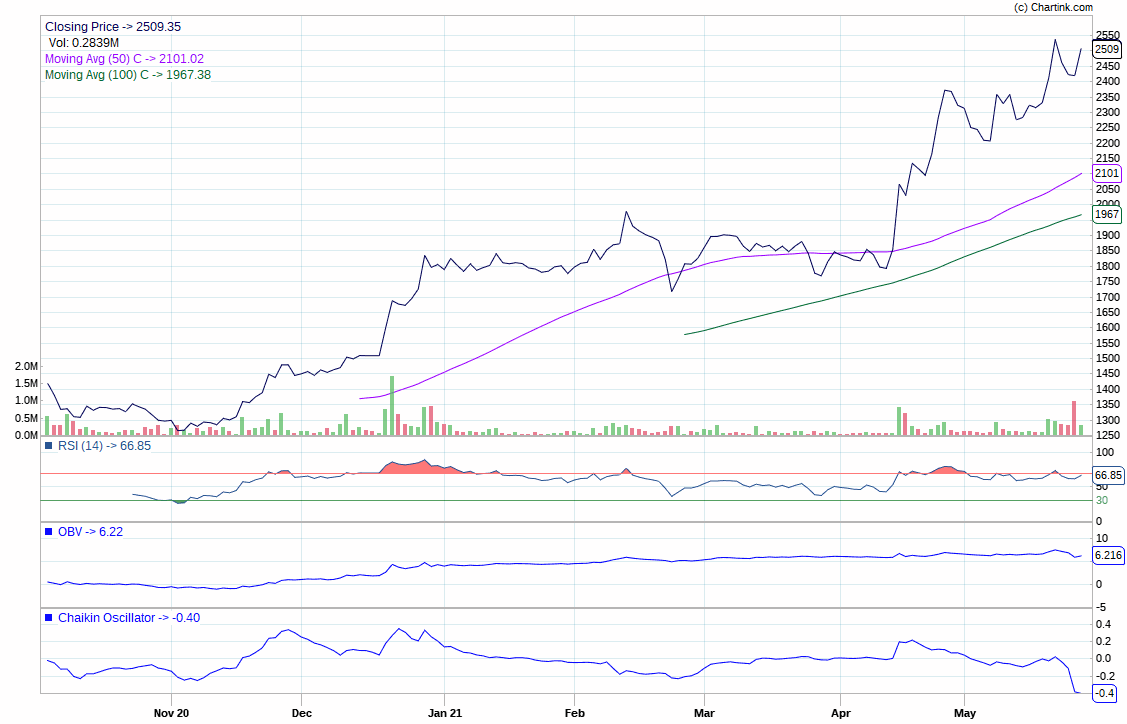 (c) Chartink.com
Closing Price -> 2509.35
Vol: 0.2839M
Moving Avg (50) C -> 2101.02
Moving Avg (100) C -> 1967.38
2550
2509
2450
2400
2350
2300
2250
2200
2150
2101
2050
2000
1967
1900
1850
1800
1750
1700
1650
1600
1550
1500
1450
1400
1350
1300
1250
2.0M
1.5M
1.0M
0.5M
0.0M
RSI (14) -> 66.85
100
66.85
50
30
0
OBV -> 6.22
10
6.216
0
-5
Chaikin Oscillator -> -0.40
0.4
0.2
0.0
-0.2
-0.4
Nov 20 Dec Jan 21 Feb Mar Apr May